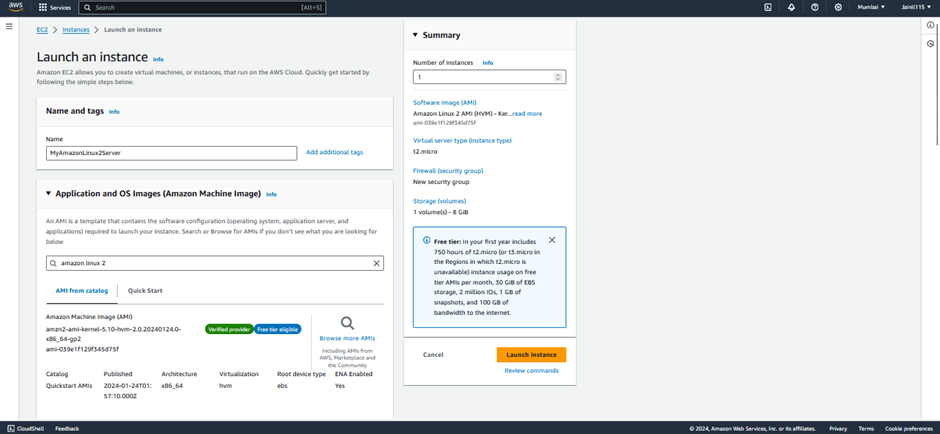 aws
Services
Search
[Alt+S]
Mumbai
Jainil115
EC2 > Instances > Launch an instance
Launch an instance Info
Amazon EC2 allows you to create virtual machines, or instances, that run on the AWS Cloud. Quickly get started by
following the simple steps below.
Name and tags Info
Name
MyAmazonLinux2Server
Add additional tags
Application and OS Images (Amazon Machine Image) Info
An AMI is a template that contains the software configuration (operating system, application server, and
applications) required to launch your instance. Search or Browse for AMIs if you don't see what you are looking for
below
amazon linux 2
AMI from catalog
Quick Start
Amazon Machine Image (AMI)
amzn2-ami-kernel-5.10-hvm-2.0.20240124.0-
x86_64-gp2
ami-039e1f129f345d75f
Verified provider
Free tier eligible
Browse more AMIs
Including AMIs from
AWS, Marketplace and
the Community
Catalog
Quickstart AMIs
Published
2024-01-24T01:
57:10.000Z
Architecture
x86_64
Virtualization
hvm
Root device type
ebs
ENA Enabled
Yes
Summary
Number of instances Info
1
Software Image (AMI)
Amazon Linux 2 AMI (HVM) - Ker...read more
ami-039e1f129f345d75f
Virtual server type (instance type)
t2.micro
Firewall (security group)
New security group
Storage (volumes)
1 volume(s) - 8 GiB
Free tier: In your first year includes
750 hours of t2.micro (or t3.micro in
the Regions in which t2.micro is
unavailable) instance usage on free
tier AMIs per month, 30 GiB of EBS
storage, 2 million IOs, 1 GB of
snapshots, and 100 GB of
bandwidth to the internet.
Cancel
Launch instance
Review commands
CloudShell
Feedback
© 2024, Amazon Web Services, Inc. or its affiliates.
Privacy
Terms
Cookie preferences